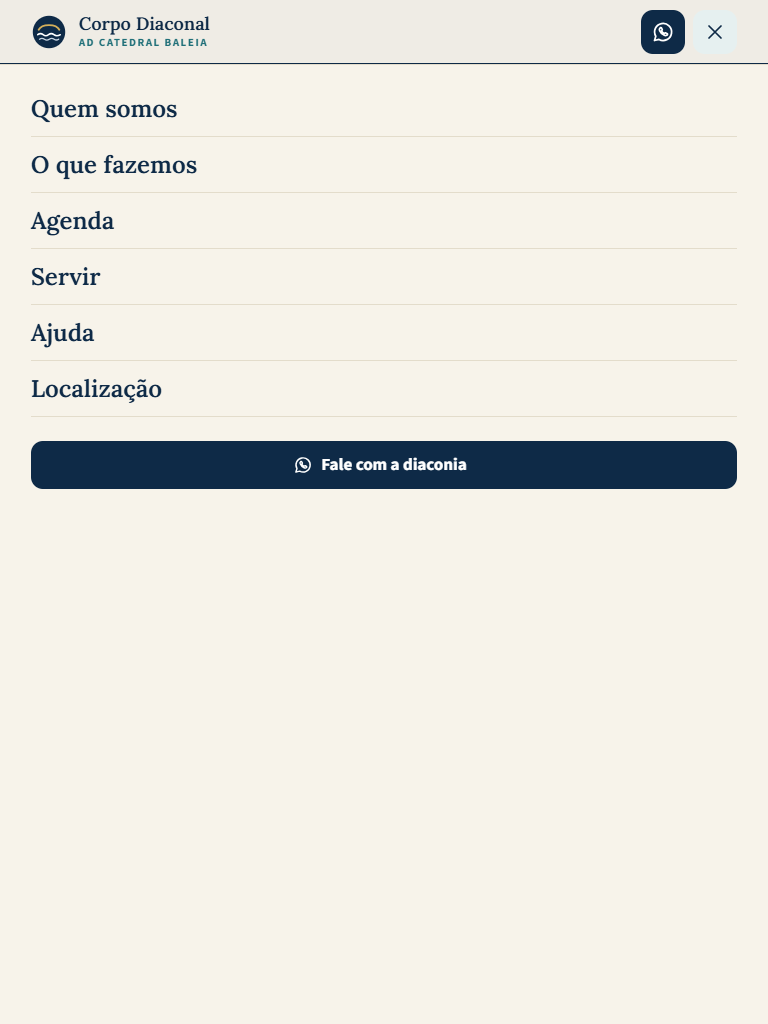 Corpo Diaconal
AD CATEDRAL BALEIA
Quem somos
O que fazemos
Agenda
Servir
Ajuda
Localização
Fale com a diaconia